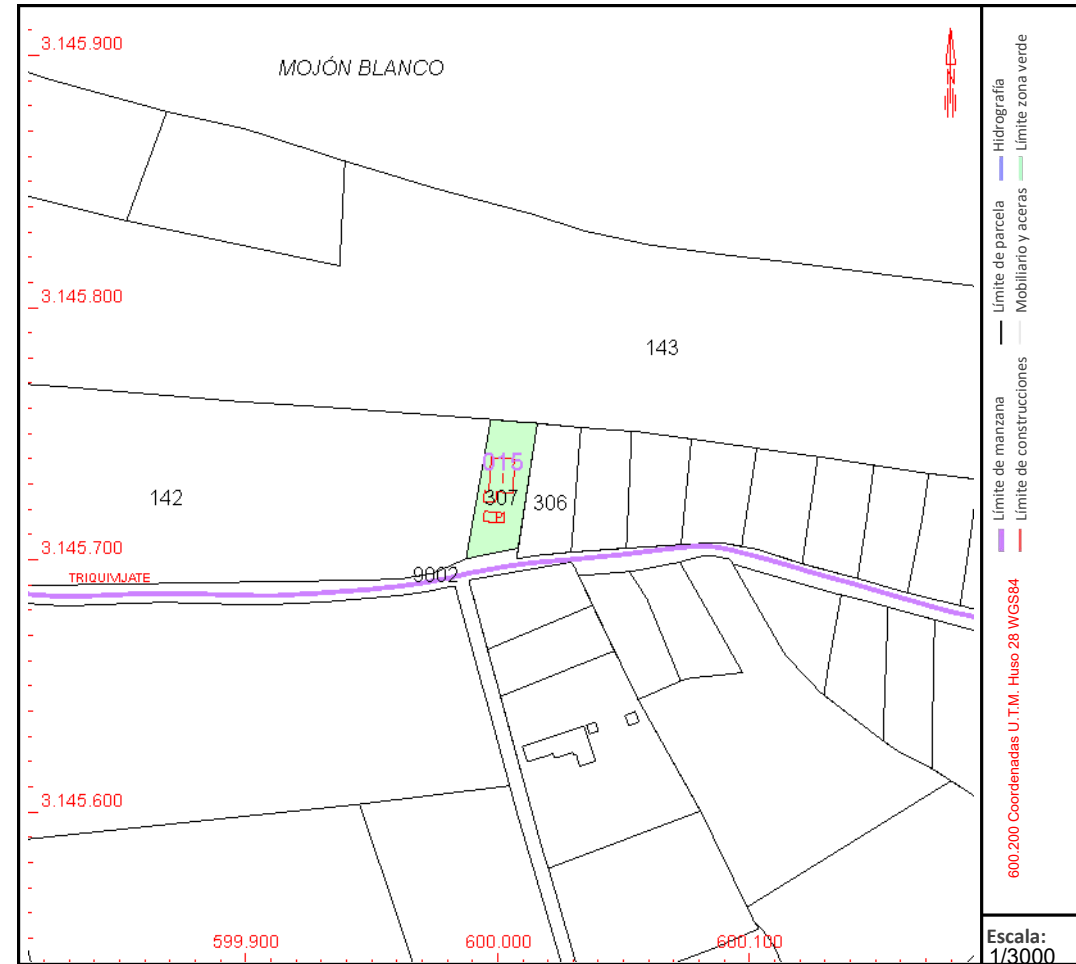 3.145.900
MOJÓN BLANCO
N
3.145.800
143
015
142
307
306
3.145.700
TRIQUIVIJATE
9002
3.145.600
599.900
600.000
600.100
Límite de manzana
Límite de parcela
Hidrografía
Límite de construcciones
Mobiliario y aceras
Límite zona verde
600.200 Coordenadas U.T.M. Huso 28 WGS84
Escala:
1/3000